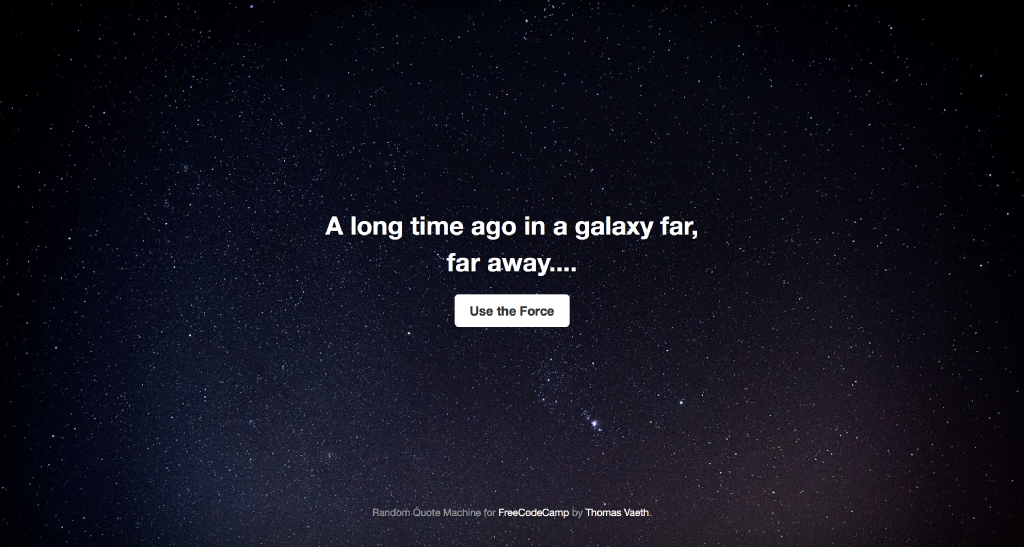 A long time ago in a galaxy far,
far away....
Use the Force
Random Quote Machine for FreeCodeCamp by Thomas Vaeth.